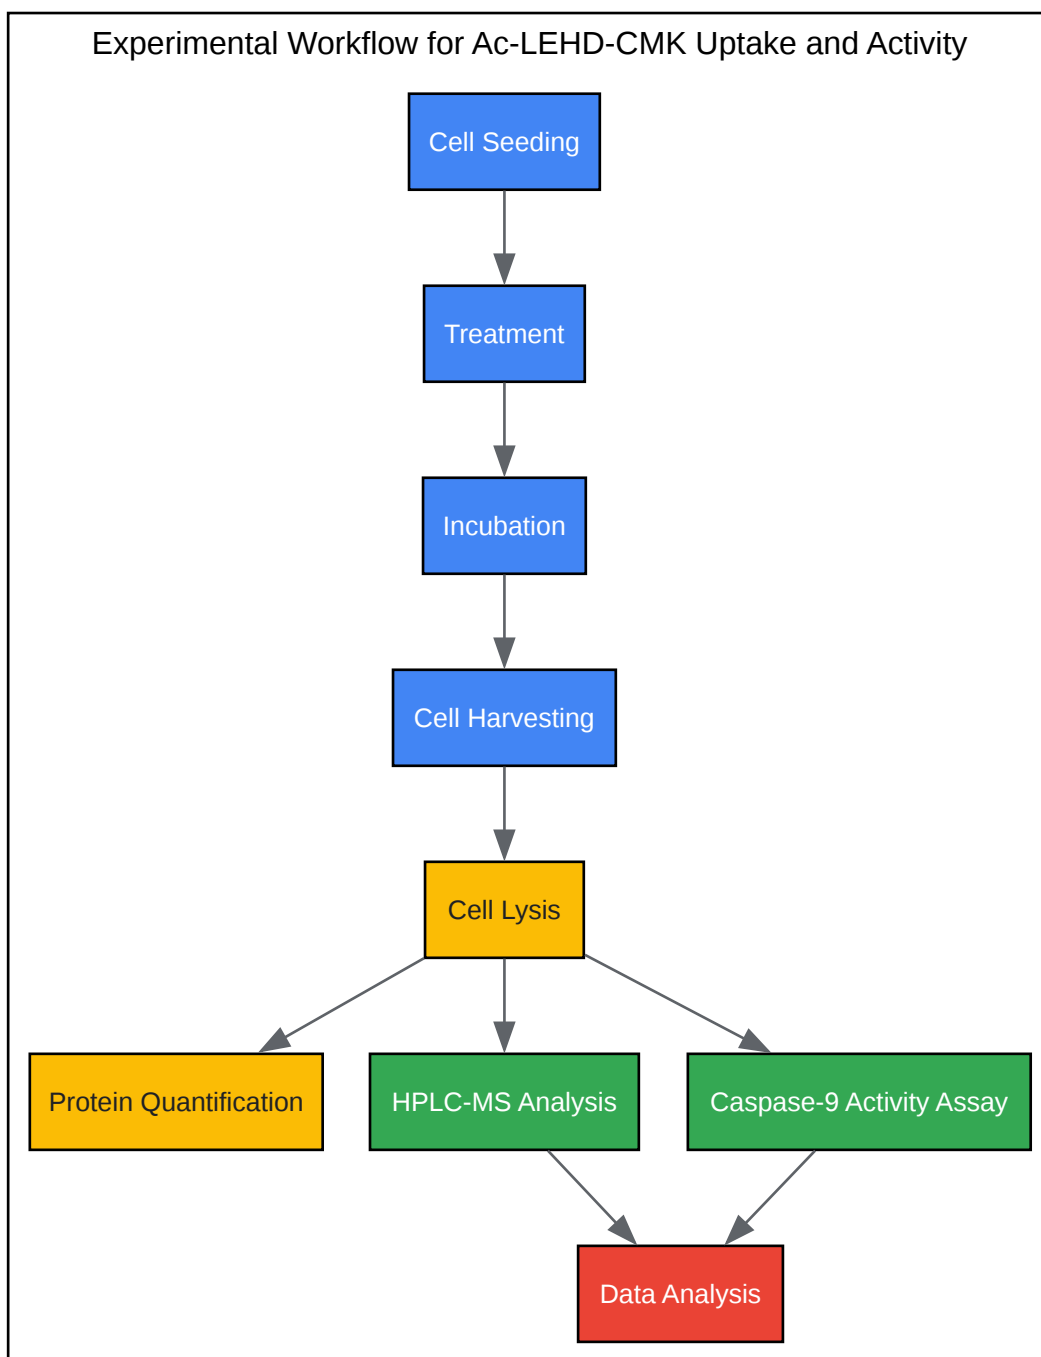 Experimental Workflow for Ac-LEHD-CMK Uptake and Activity
Cell Seeding
Treatment
Incubation
Cell Harvesting
Cell Lysis
Protein Quantification
HPLC-MS Analysis
Caspase-9 Activity Assay
Data Analysis